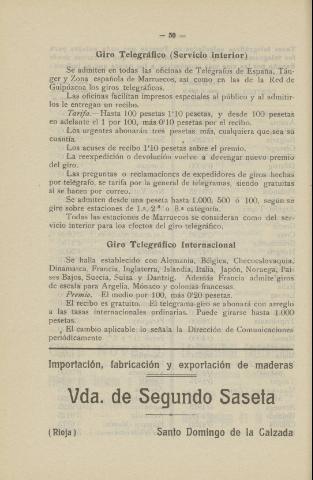 — 50 —
Giro Telegráfico (Servicio interior)
Se admiten en todas las oficinas de Telégrafos de España, Tán-
ger y Zona española de Marruecos, así como en las de la Red de
Guipúzcoa los giros telegráficos.
Las oficinas facilitan impresos especiales al público y al admitir-
los le entregan un recibo.
Tarifa.—Hasta 100 pesetas 1'10 pesetas, y desde 100 pesetas
en adelante el 1 por 100, más 0'10 pesetas por el recibo.
Los urgentes abonarán tres pesetas más, cualquiera que sea su
cuantía.
Los acuses de recibo 1'10 pesetas sobre el premio.
La reexpedición o devolución vuelve a devengar nuevo premio
del giro.
Las preguntas o reclamaciones de expedidores de giros hechas
por telégrafo, se tarifa por la general de telegramas, siendo gratuitas
al se hacen por correo.
Se admiten desde una peseta hasta 1.000, 500 ó 100, según se
gire sobre estaciones de 1.ª, 2.ª o 3.ª categoría.
Todas las estaciones de Marruecos se consideran como del ser-
vicio interior para los efectos del giro telegráfico.
Giro Telegráfico Internacional
Se halla establecido con Alemania, Bélgica, Checoeslovaquia,
Dinamarca, Francia, Inglaterra, Islandia, Italia, Japón, Noruega, Paí-
ses Bajos, Suecia, Suiza y Dantzig. Además Francia admite giros
de escala para Argelia, Mónaco y colonias francesas.
Premio. El medio por 100, más 0'20 pesetas.
El recibo es gratuito. El telegrama-giro se abonará con arreglo
a las tasas internacionales ordinarias. Puede girarse hasta 1.000
pesetas.
El cambio aplicable lo señala la Dirección de Comunicaciones
periódicamente
Importación, fabricación y exportación de maderas
Vda. de Segundo Saseta
(Rioja) Santo Domingo de la Calzada